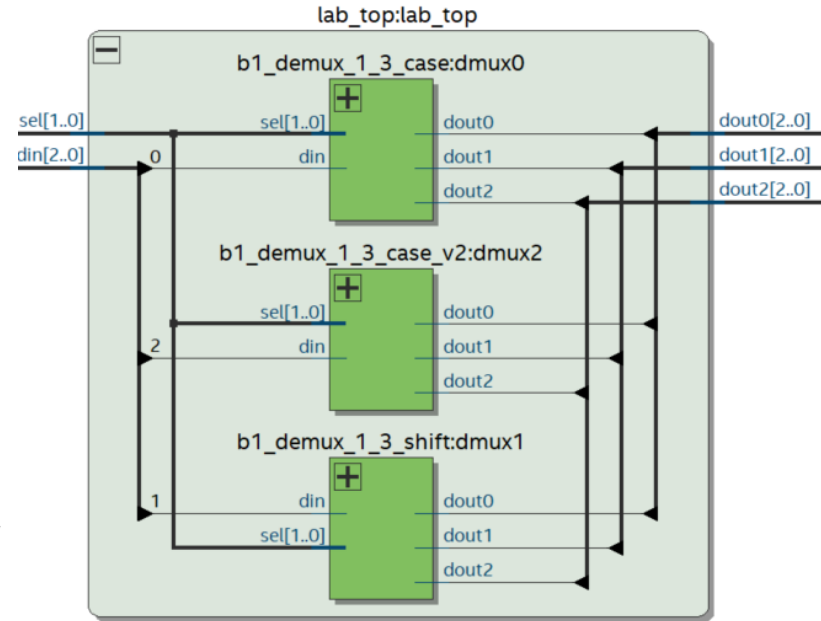 lab_top:lab_top
b1_demux_1_3_case:dmux0
sel[1..0]
din[2..0]
0
sel[1..0]
din
dout0
dout1
dout2
dout0[2..0]
dout1[2..0]
dout2[2..0]
b1_demux_1_3_case_v2:dmux2
sel[1..0]
2
din
dout0
dout1
dout2
b1_demux_1_3_shift:dmux1
1
din
sel[1..0]
dout0
dout1
dout2